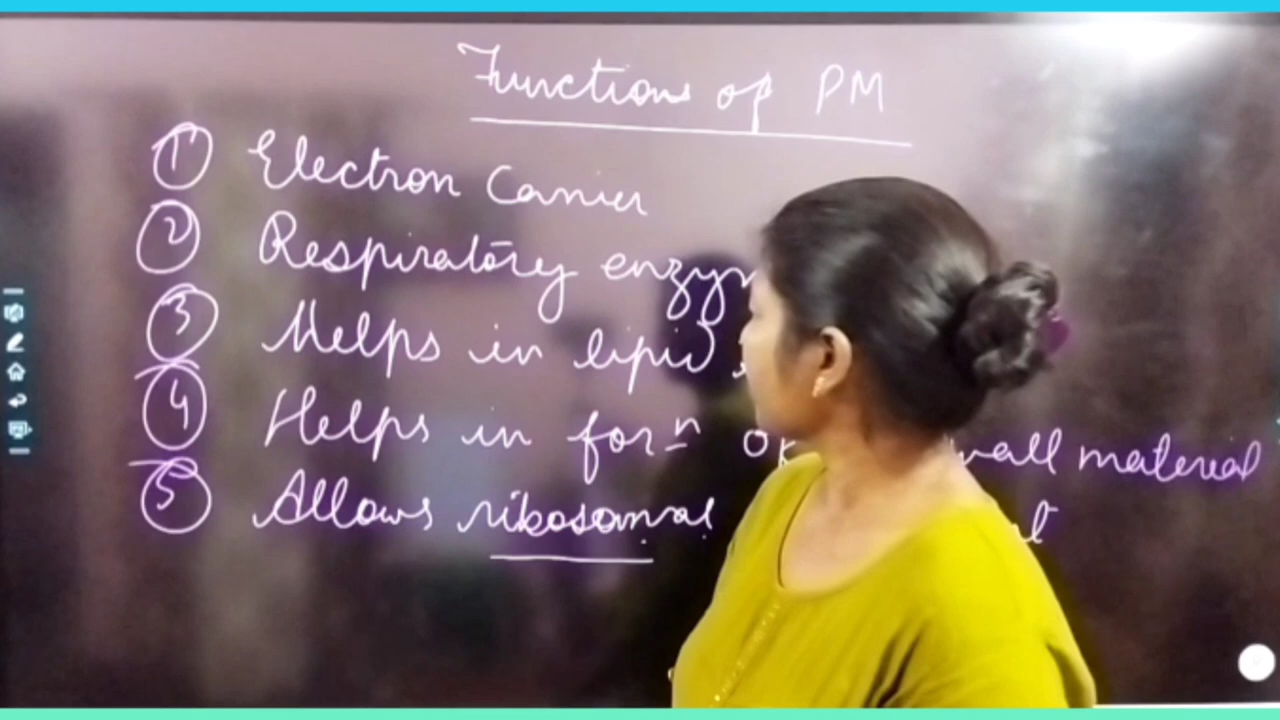 Functions of PM
① Electron Carrier
② Respiratory
③ Helps in lipid
④ Helps in forⁿ wall material
⑤ Allows ribosomal